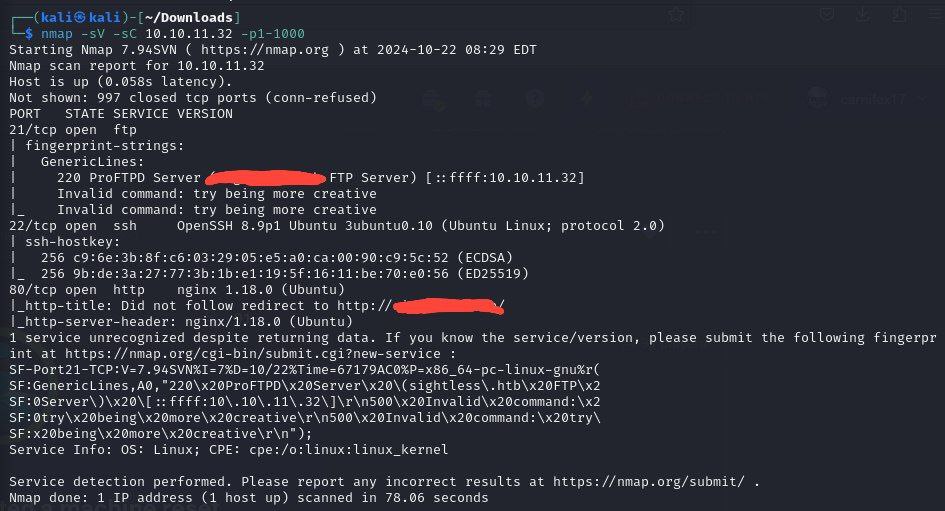 ┌──(kali㉿kali)-[~/Downloads]
└─$ nmap -sV -sC 10.10.11.32 -p1-1000
Starting Nmap 7.94SVN ( https://nmap.org ) at 2024-10-22 08:29 EDT
Nmap scan report for 10.10.11.32
Host is up (0.058s latency).
Not shown: 997 closed tcp ports (conn-refused)
PORT   STATE SERVICE VERSION
21/tcp open  ftp
| fingerprint-strings:
|   GenericLines:
|     220 ProFTPD Server ( FTP Server) [::ffff:10.10.11.32]
|     Invalid command: try being more creative
|_    Invalid command: try being more creative
22/tcp open  ssh     OpenSSH 8.9p1 Ubuntu 3ubuntu0.10 (Ubuntu Linux; protocol 2.0)
| ssh-hostkey:
|   256 c9:6e:3b:8f:c6:03:29:05:e5:a0:ca:00:90:c9:5c:52 (ECDSA)
|_  256 9b:de:3a:27:77:3b:1b:e1:19:5f:16:11:be:70:e0:56 (ED25519)
80/tcp open  http    nginx 1.18.0 (Ubuntu)
|_http-title: Did not follow redirect to http:///
|_http-server-header: nginx/1.18.0 (Ubuntu)
1 service unrecognized despite returning data. If you know the service/version, please submit the following fingerpr
int at https://nmap.org/cgi-bin/submit.cgi?new-service :
SF-Port21-TCP:V=7.94SVN%I=7%D=10/22%Time=67179AC0%P=x86_64-pc-linux-gnu%r(
SF:GenericLines,A0,"220\x20ProFTPD\x20Server\x20\(sightless\.htb\x20FTP\x2
SF:0Server\)\x20\[::ffff:10\.10\.11\.32\]\r\n500\x20Invalid\x20command:\x2
SF:0try\x20being\x20more\x20creative\r\n500\x20Invalid\x20command:\x20try\
SF:x20being\x20more\x20creative\r\n");
Service Info: OS: Linux; CPE: cpe:/o:linux:linux_kernel
Service detection performed. Please report any incorrect results at https://nmap.org/submit/ .
Nmap done: 1 IP address (1 host up) scanned in 78.06 seconds